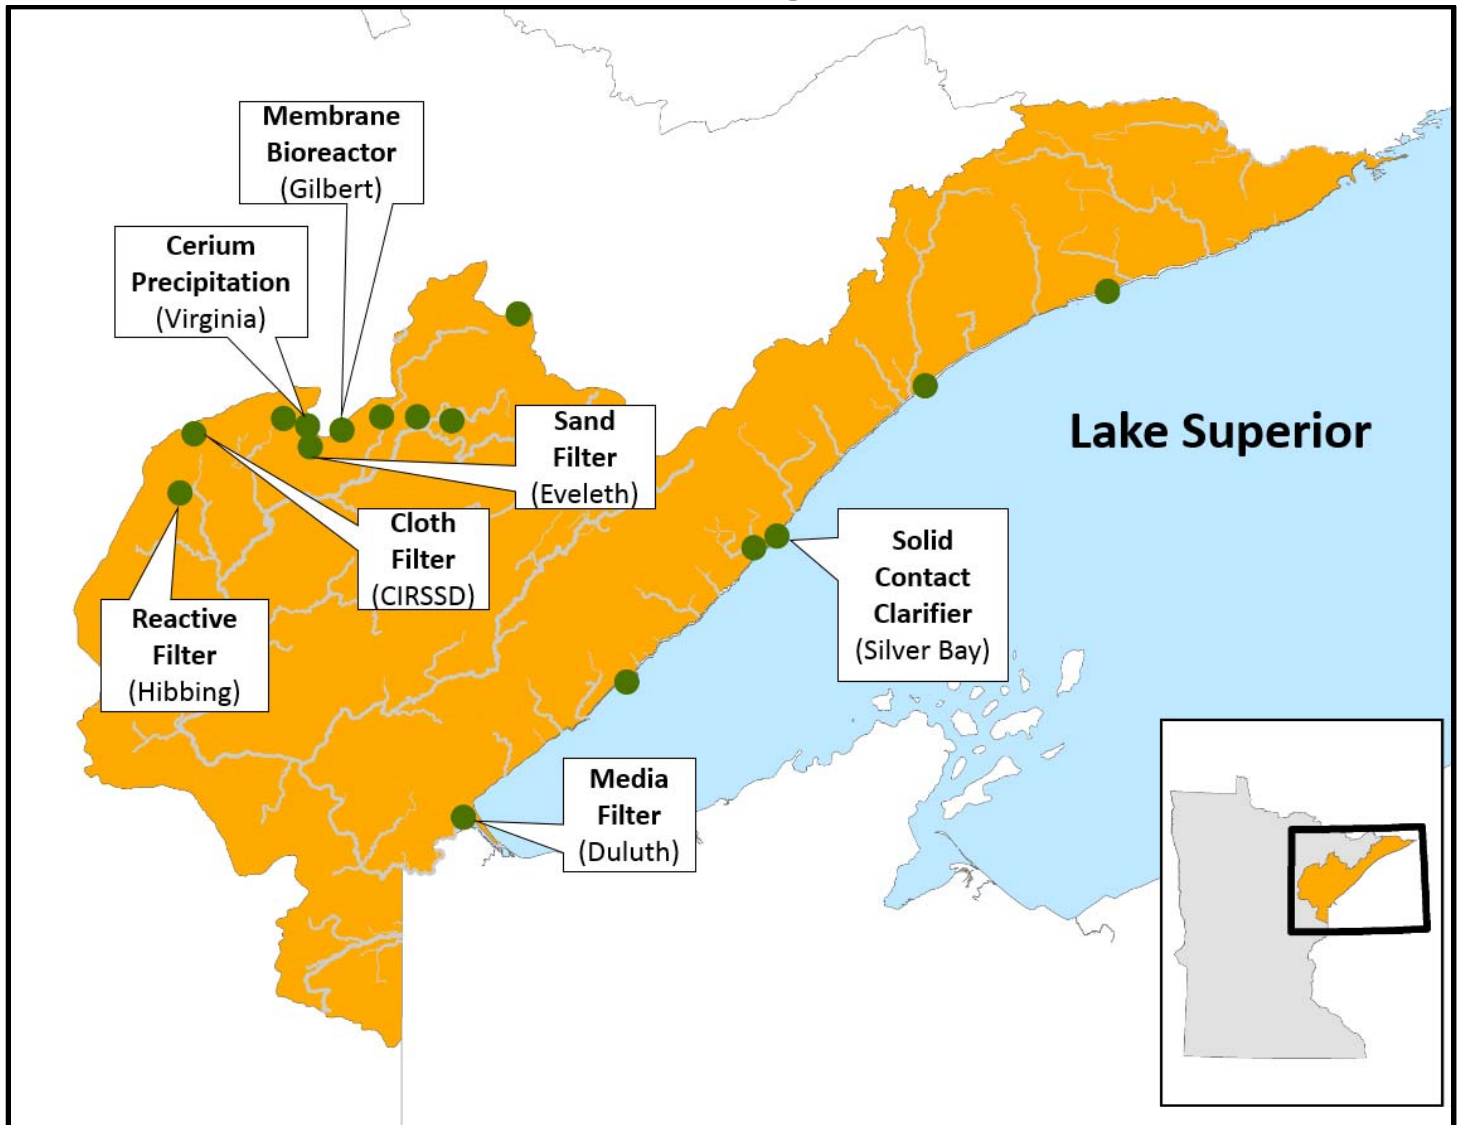 Membrane
Bioreactor
(Gilbert)
Cerium
Precipitation
(Virginia)
Sand
Filter
(Eveleth)
Lake Superior
Cloth
Filter
(CIRSSD)
Solid
Contact
Clarifier
(Silver Bay)
Reactive
Filter
(Hibbing)
Media
Filter
(Duluth)